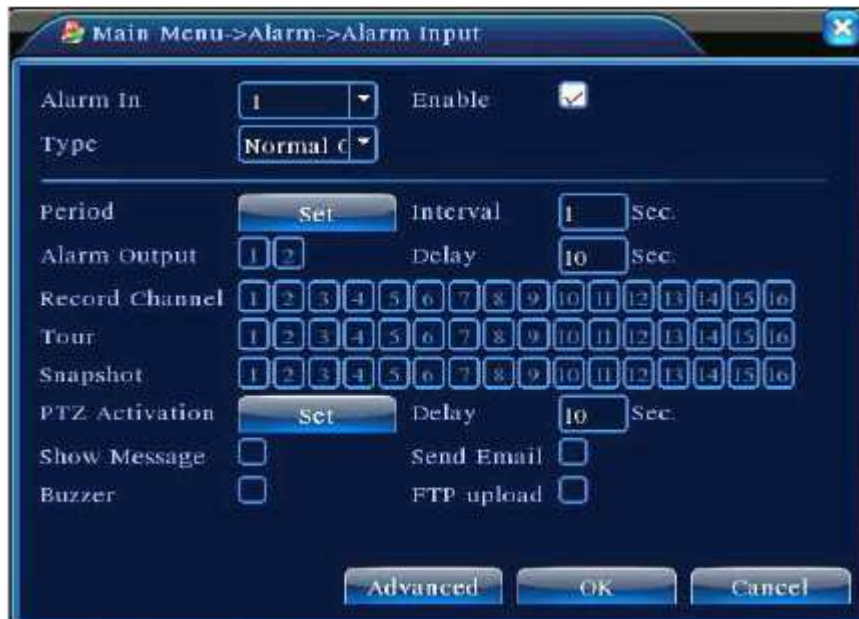 Main Menu->Alarm->Alarm Input
Alarm In 1 Enable
Type Normal
Period Set Interval 1 Sec.
Alarm Output 1 2 Delay 10 Sec.
Record Channel 1 2 3 4 5 6 7 8 9 10 11 12 13 14 15 16
Tour 1 2 3 4 5 6 7 8 9 10 11 12 13 14 15 16
Snapshot 1 2 3 4 5 6 7 8 9 10 11 12 13 14 15 16
PTZ Activation Set Delay 10 Sec.
Show Message Send Email
Buzzer FTP upload
Advanced OK Cancel